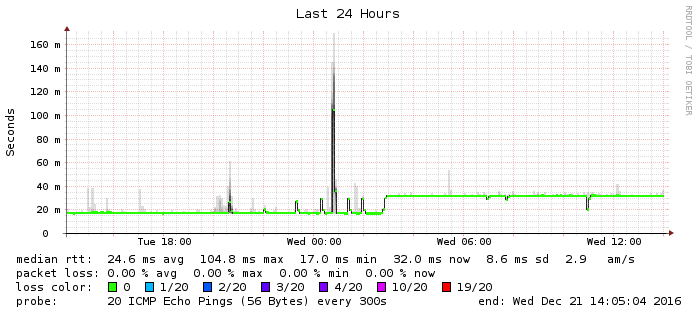 Last 24 Hours
RRDTOOL / TOBI OETIKER
Seconds
160 m
140 m
120 m
100 m
80 m
60 m
40 m
20 m
0
Tue 18:00 Wed 00:00 Wed 06:00 Wed 12:00
median rtt: 24.6 ms avg 104.8 ms max 17.0 ms min 32.0 ms now 8.6 ms sd 2.9 am/s
packet loss: 0.00 % avg 0.00 % max 0.00 % min 0.00 % now
loss color: 0 1/20 2/20 3/20 4/20 10/20 19/20
probe: 20 ICMP Echo Pings (56 Bytes) every 300s end: Wed Dec 21 14:05:04 2016